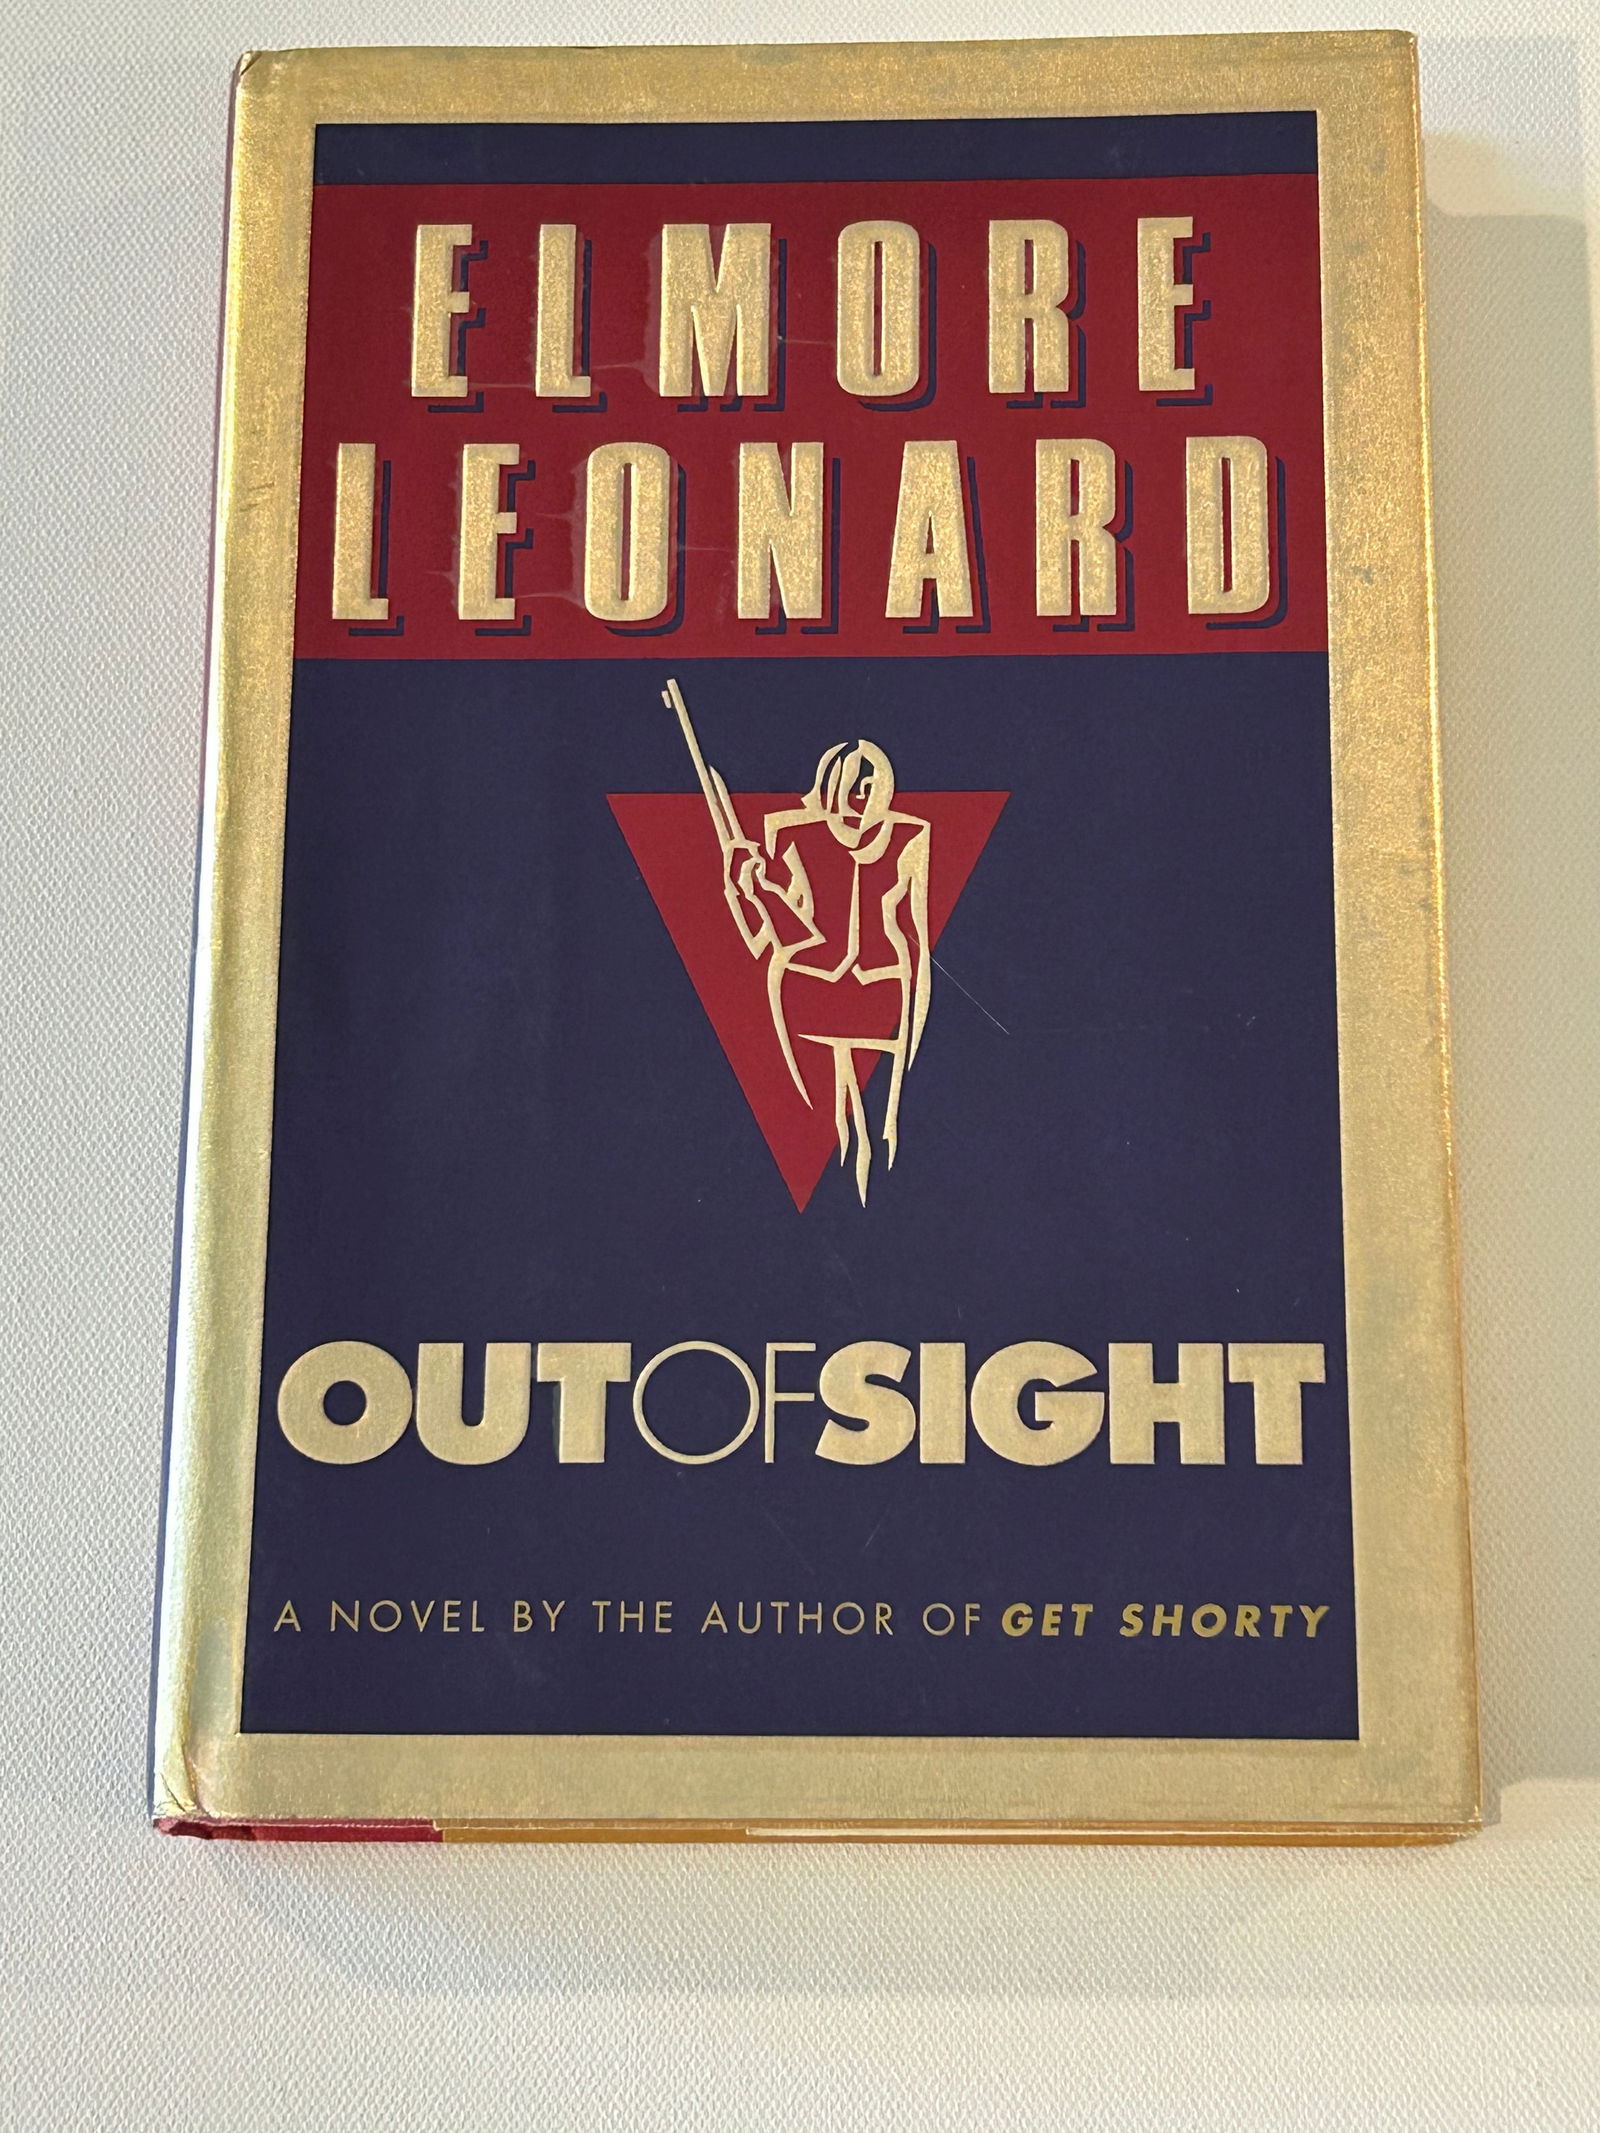 ELMORE
LEONARD
OUTOFSIGHT
A NOVEL BY THE AUTHOR OF GET SHORTY